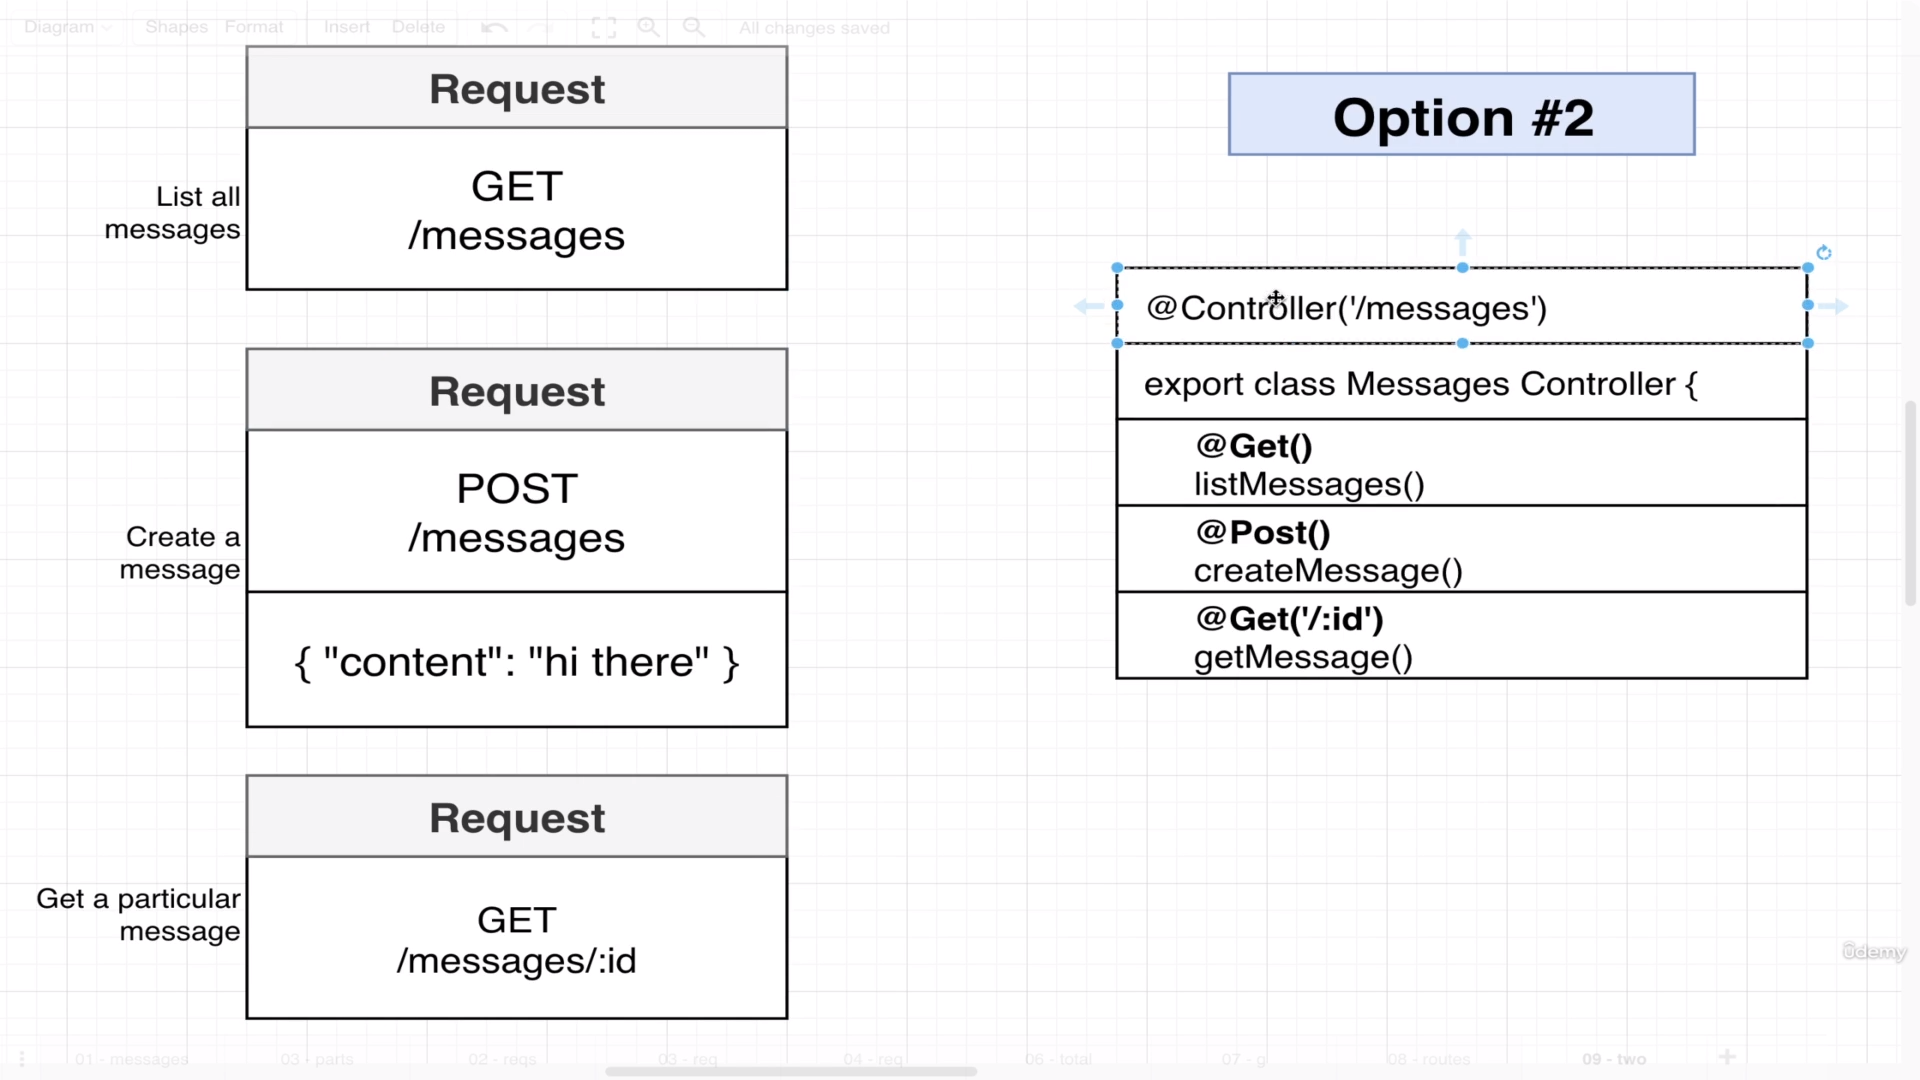 Diagram Shapes Format Insert Delete All changes saved
Request
List all
messages
GET
/messages
Request
Create a
message
POST
/messages
{ "content": "hi there" }
Request
Get a particular
message
GET
/messages/:id
Option #2
@Controller('/messages')
export class Messages Controller {
@Get()
listMessages()
@Post()
createMessage()
@Get('/:id')
getMessage()
ûdemy
01 - messages 03 - parts 02 - reqs 03 - req 04 - req 06 - total 07 - g 08 - routes 09 - two